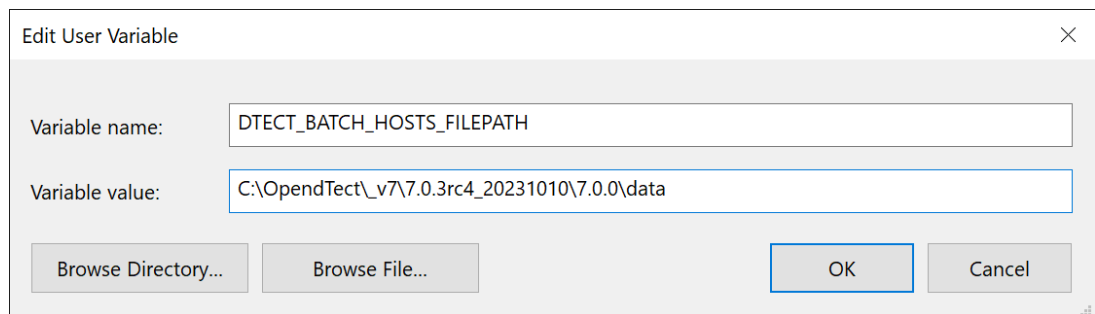 Edit User Variable
Variable name: DTECT_BATCH_HOSTS_FILEPATH
Variable value: C:\OpendTect\_v7\7.0.3rc4_20231010\7.0.0\data
Browse Directory... Browse File... OK Cancel